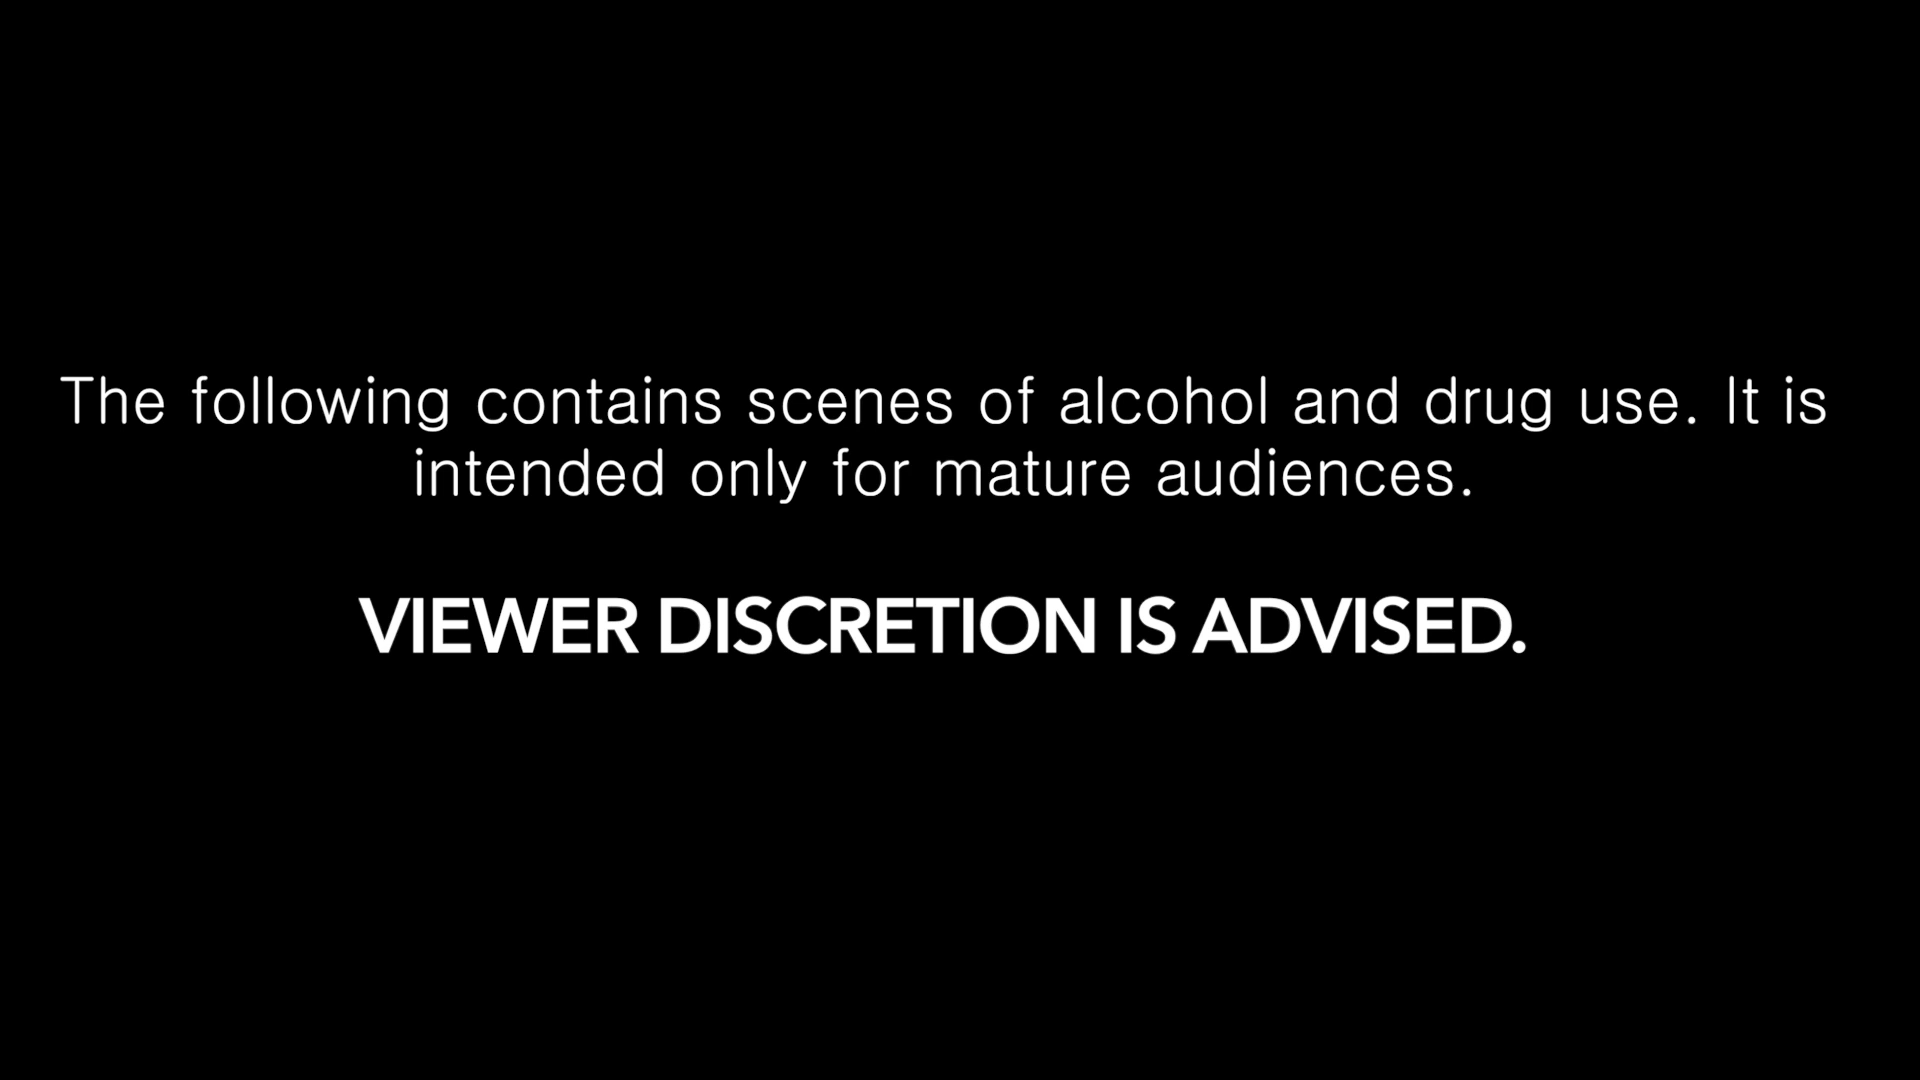 The following contains scenes of alcohol and drug use. It is
intended only for mature audiences.
VIEWER DISCRETION IS ADVISED.